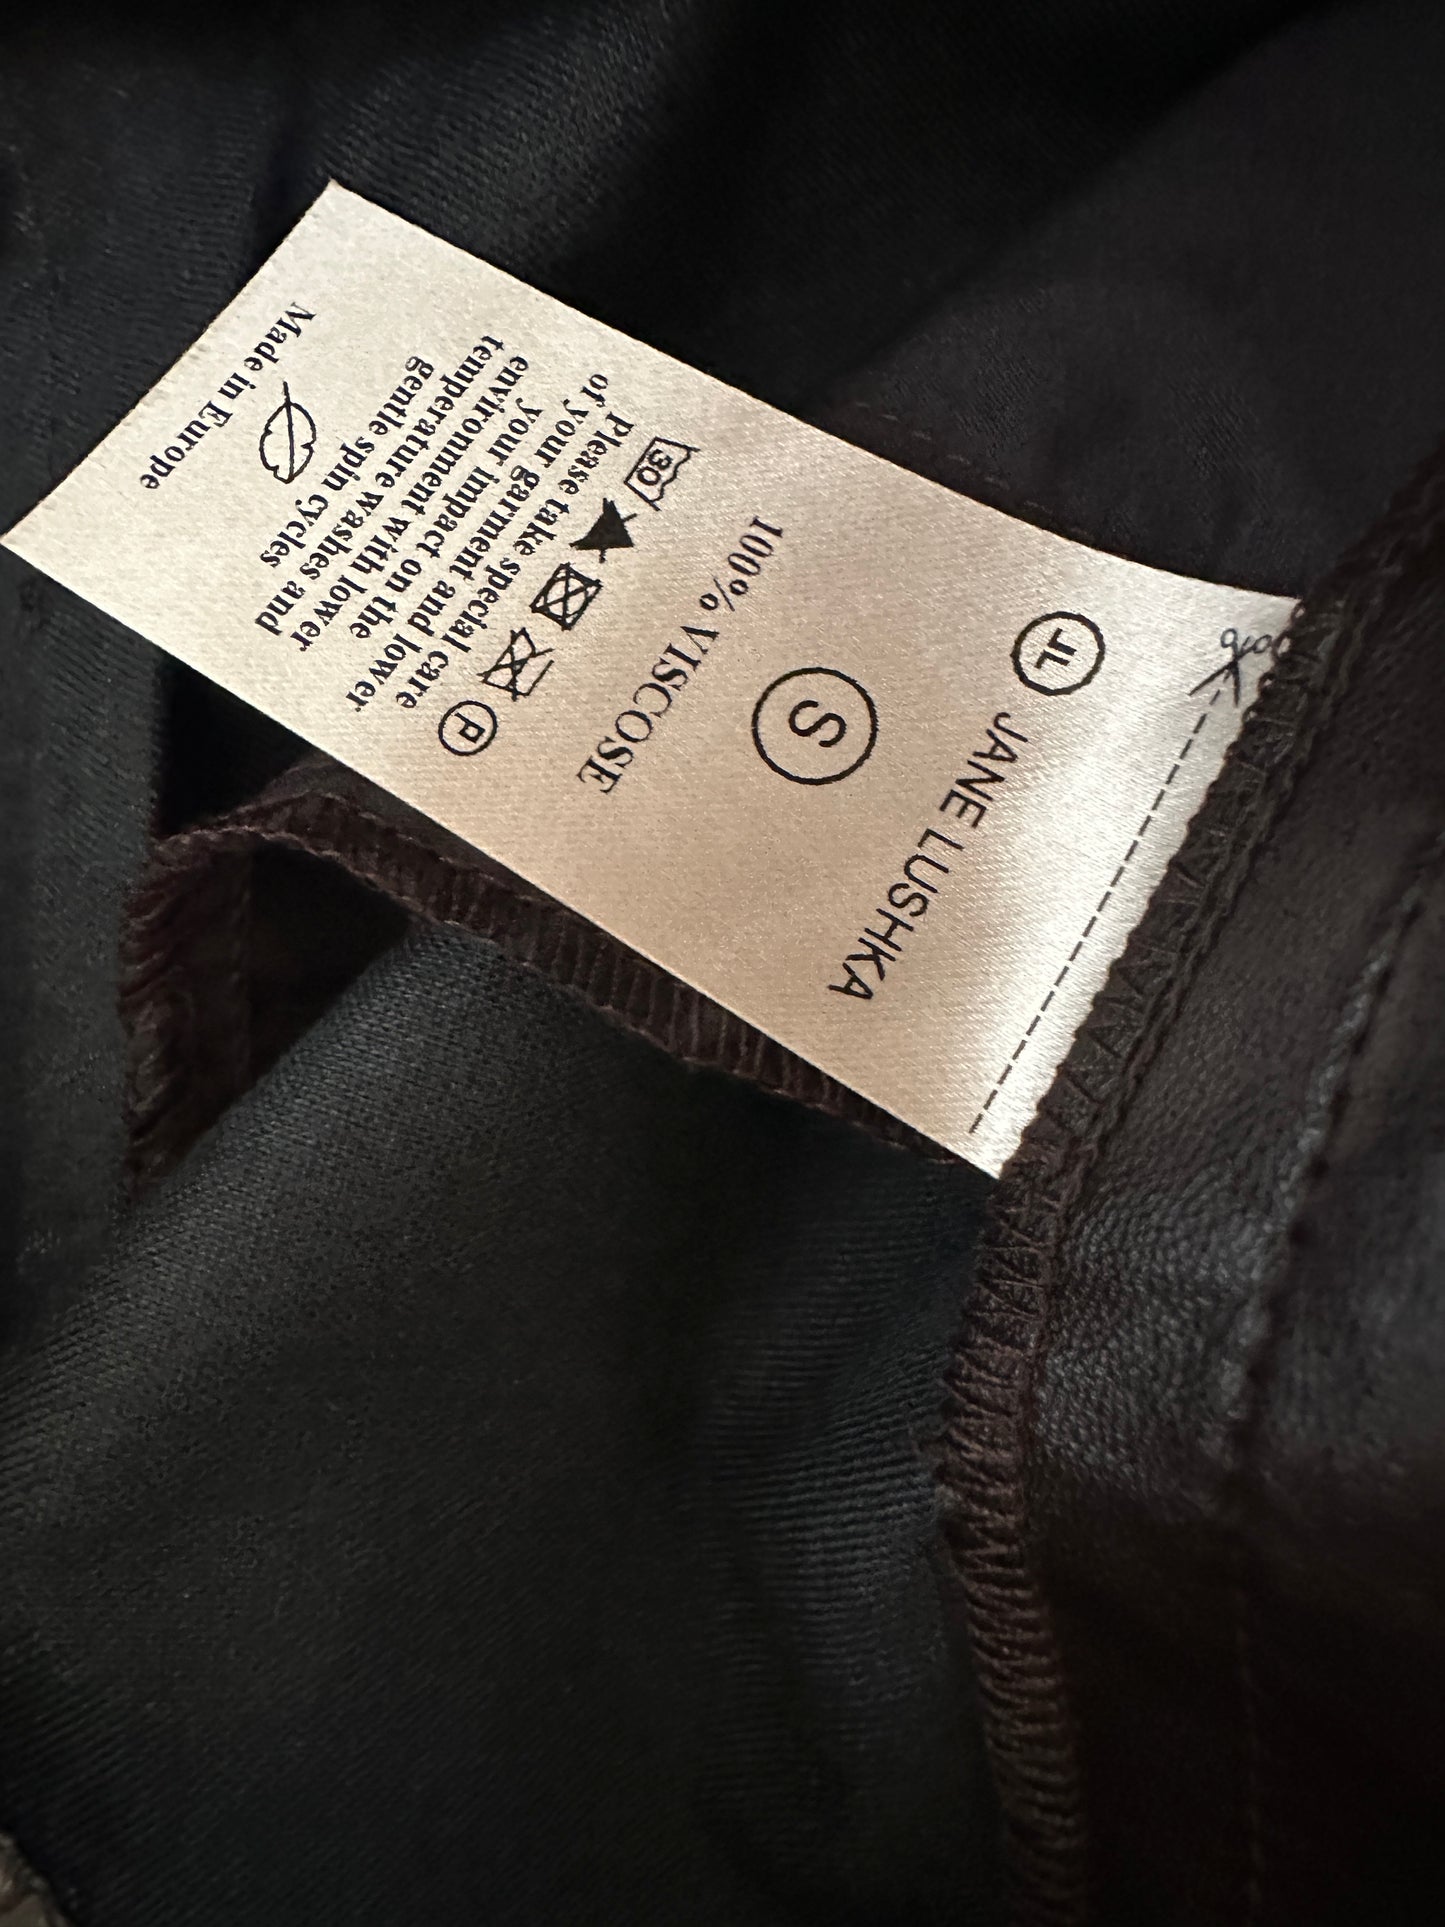 JL JANE LUSHKA
S
100% VISCOSE
30 P
Please take special care
of your garment and lower
your impact on the
environment with lower
temperature washes and
gentle spin cycles
Made in Europe